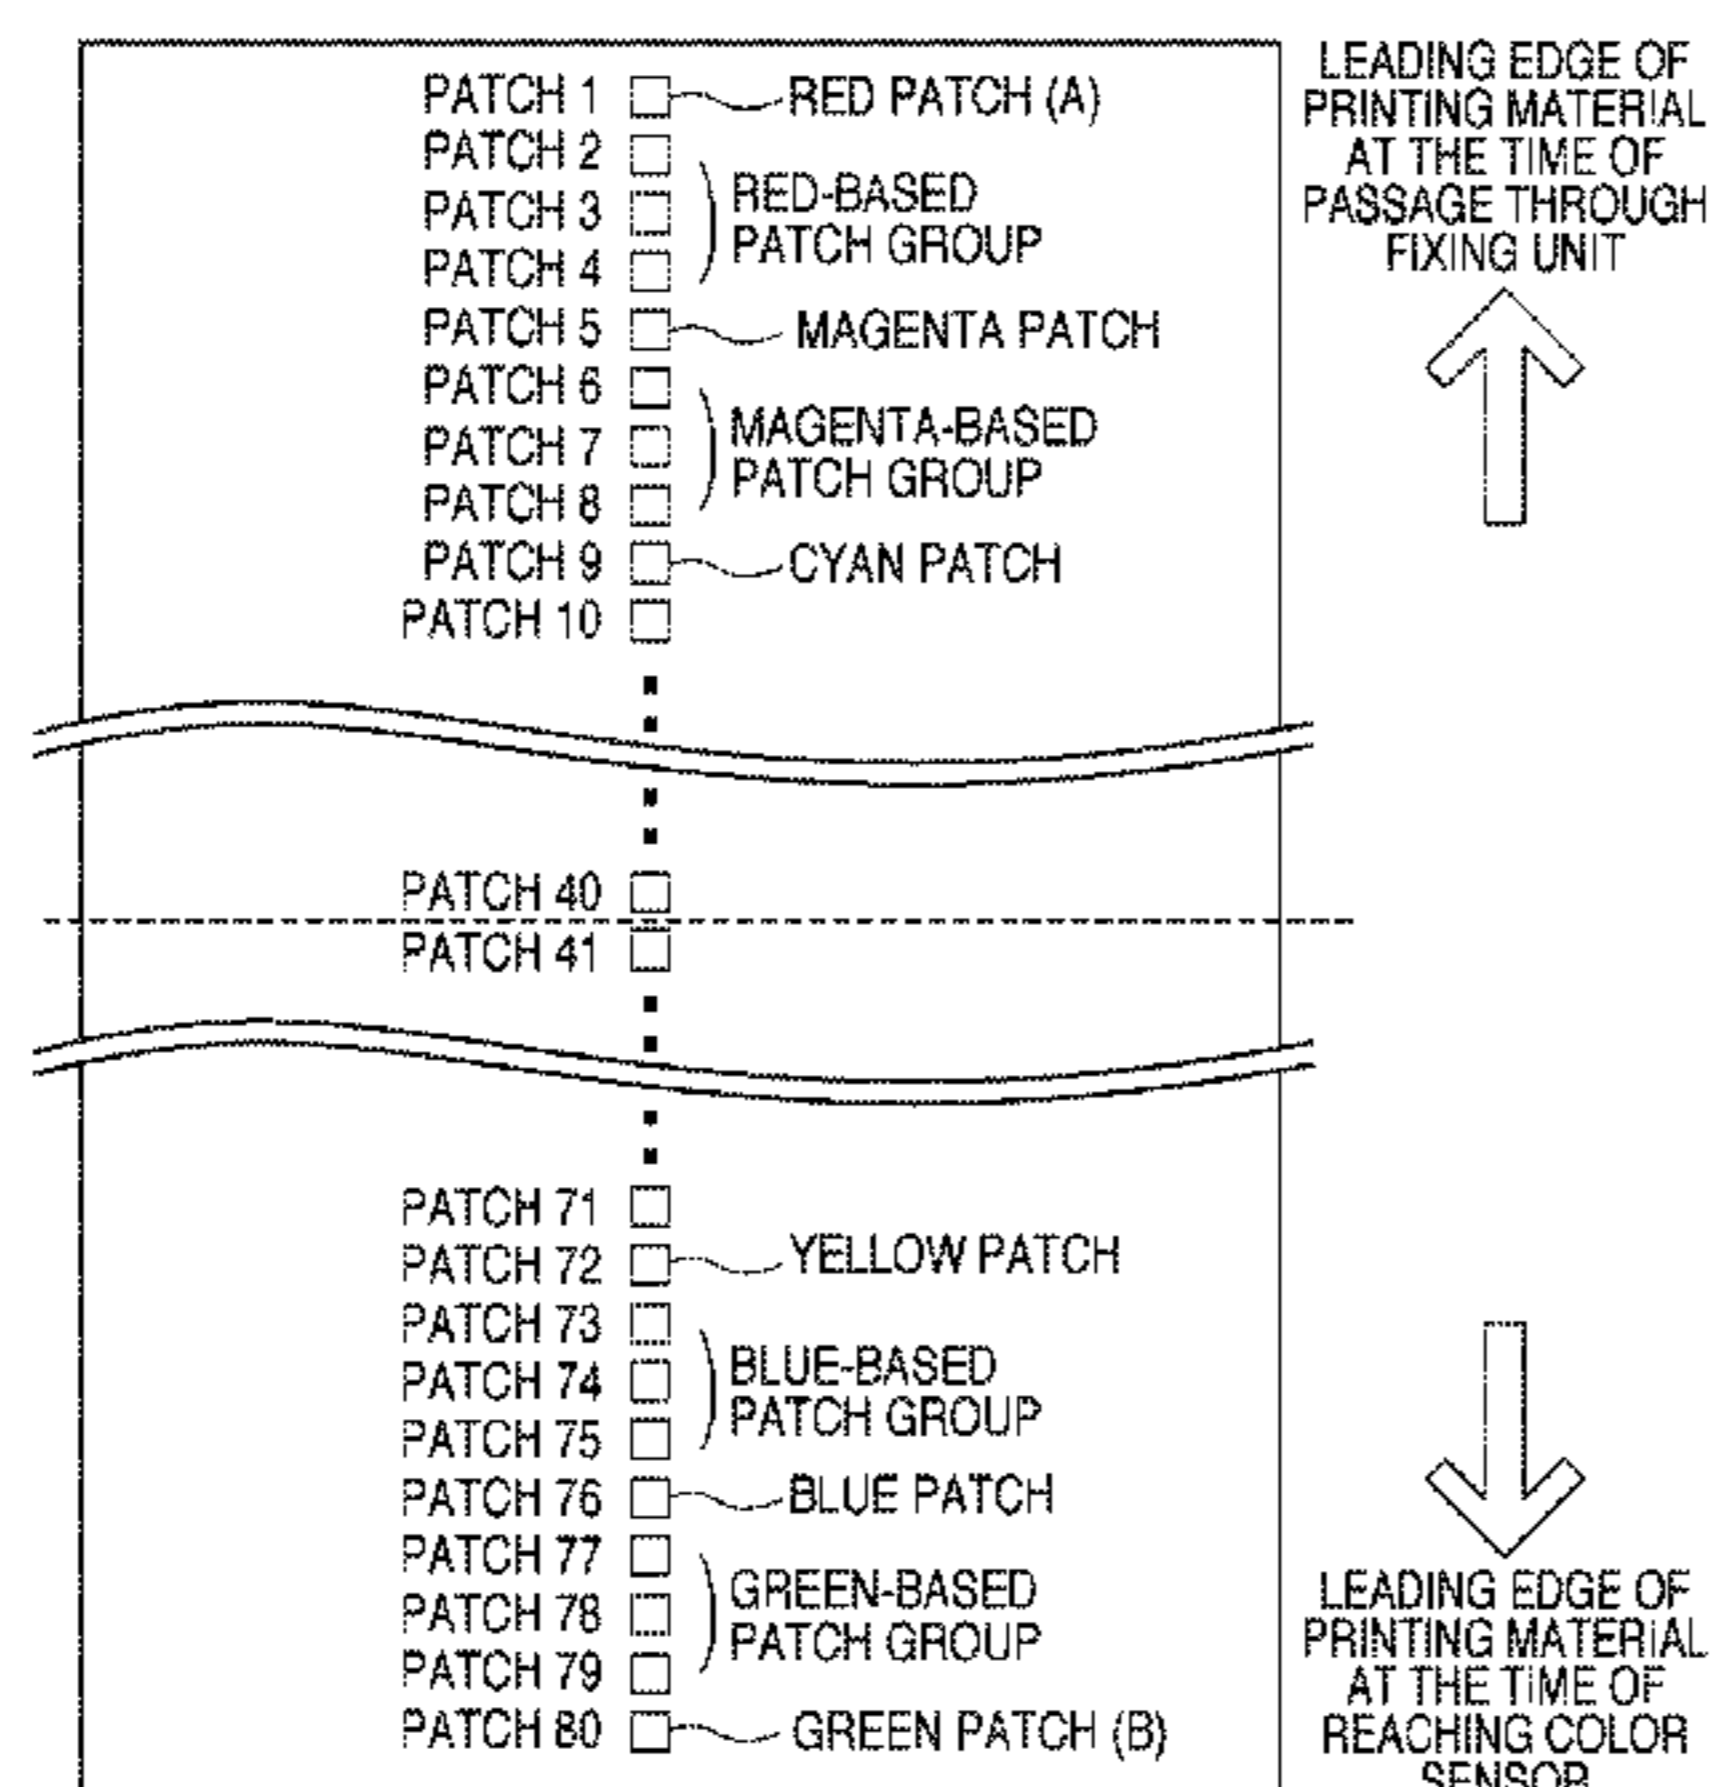 PATCH 1 RED PATCH (A)
PATCH 2
PATCH 3
PATCH 4
RED-BASED
PATCH GROUP
PATCH 5 MAGENTA PATCH
PATCH 6
PATCH 7
PATCH 8
MAGENTA-BASED
PATCH GROUP
PATCH 9 CYAN PATCH
PATCH 10
PATCH 40
PATCH 41
PATCH 71
PATCH 72 YELLOW PATCH
PATCH 73
PATCH 74
PATCH 75
BLUE-BASED
PATCH GROUP
PATCH 76 BLUE PATCH
PATCH 77
PATCH 78
PATCH 79
GREEN-BASED
PATCH GROUP
PATCH 80 GREEN PATCH (B)
LEADING EDGE OF
PRINTING MATERIAL
AT THE TIME OF
PASSAGE THROUGH
FIXING UNIT
LEADING EDGE OF
PRINTING MATERIAL
AT THE TIME OF
REACHING COLOR
SENSOR